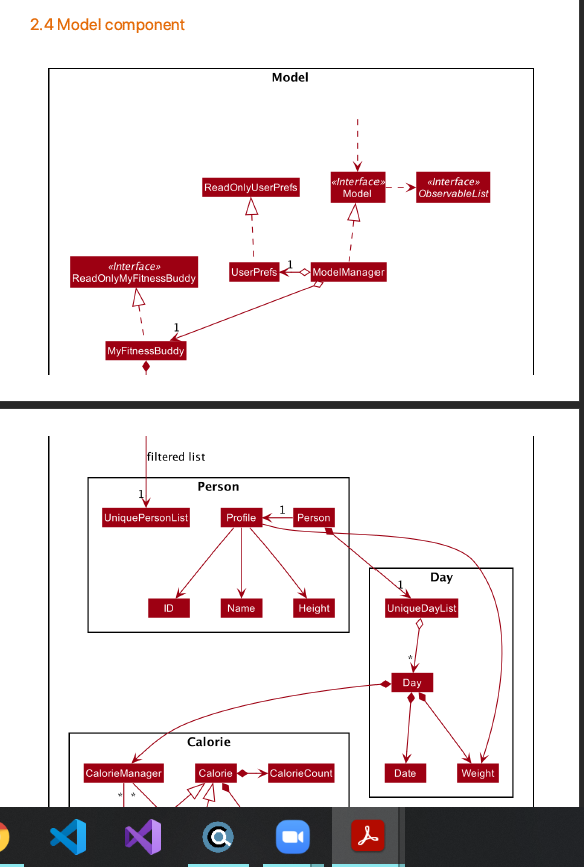 2.4 Model component
Model
«Interface»
Model
«Interface»
ObservableList
ReadOnlyUserPrefs
«Interface»
ReadOnlyMyFitnessBuddy
UserPrefs
1
ModelManager
1
MyFitnessBuddy
filtered list
1
Person
UniquePersonList
Profile
1
Person
ID
Name
Height
1
Day
UniqueDayList
*
Day
Date
Weight
Calorie
CalorieManager
Calorie
CalorieCount
* *